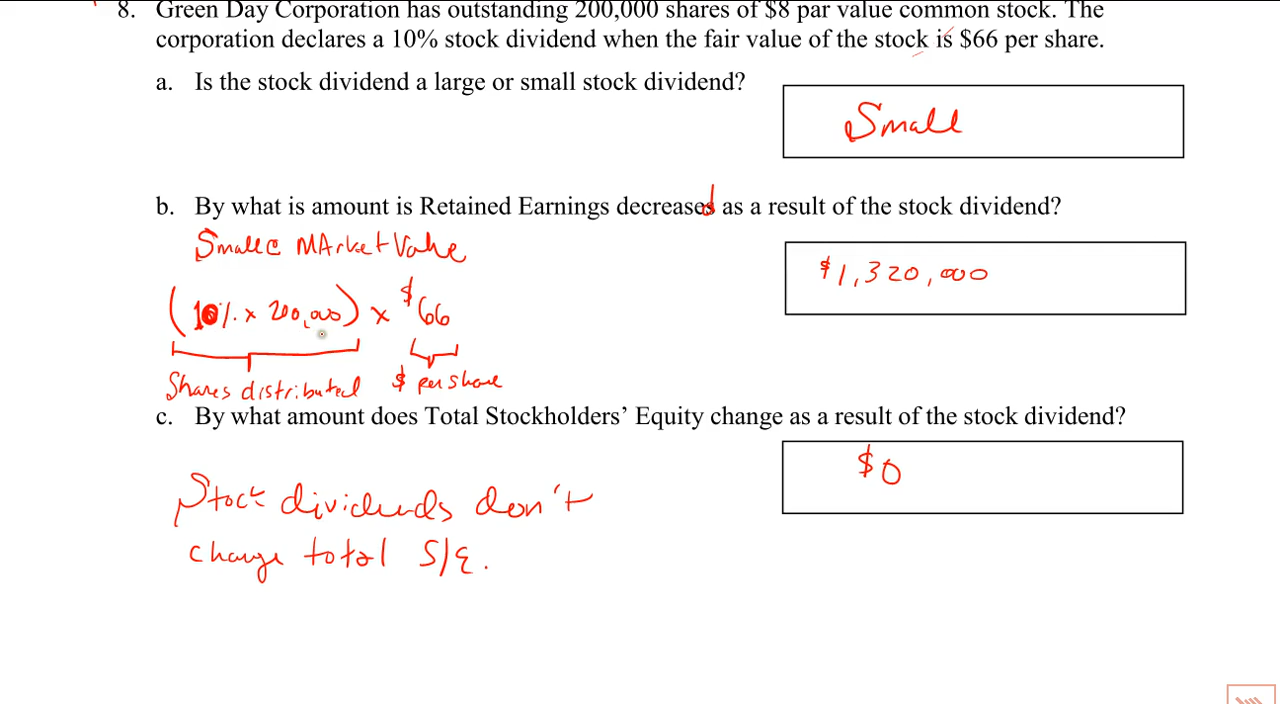 8. Green Day Corporation has outstanding 200,000 shares of $8 par value common stock. The
corporation declares a 10% stock dividend when the fair value of the stock is $66 per share.
a. Is the stock dividend a large or small stock dividend?
Small
b. By what is amount is Retained Earnings decreased as a result of the stock dividend?
Small @ MArket Value
$1,320,000
(10% x 200,000) x $66
Shares distributed $ per share
c. By what amount does Total Stockholders’ Equity change as a result of the stock dividend?
$0
Stock dividends don't
change total S/E.